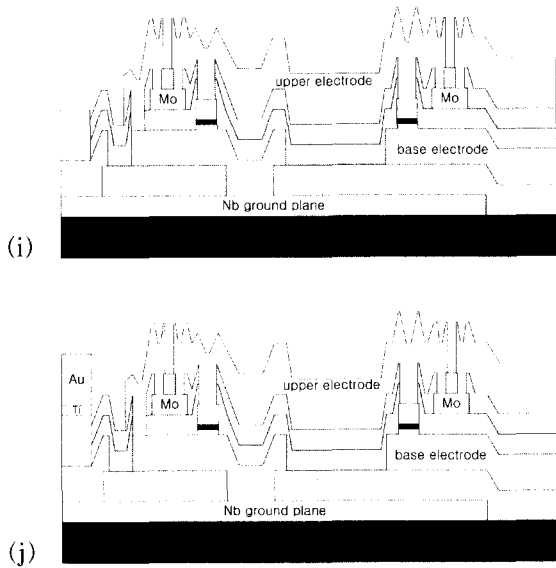 upper electrode
Mo
Mo
base electrode
Nb ground plane
(i)
Au
upper electrode
Ti
Mo
Mo
base electrode
Nb ground plane
(j)